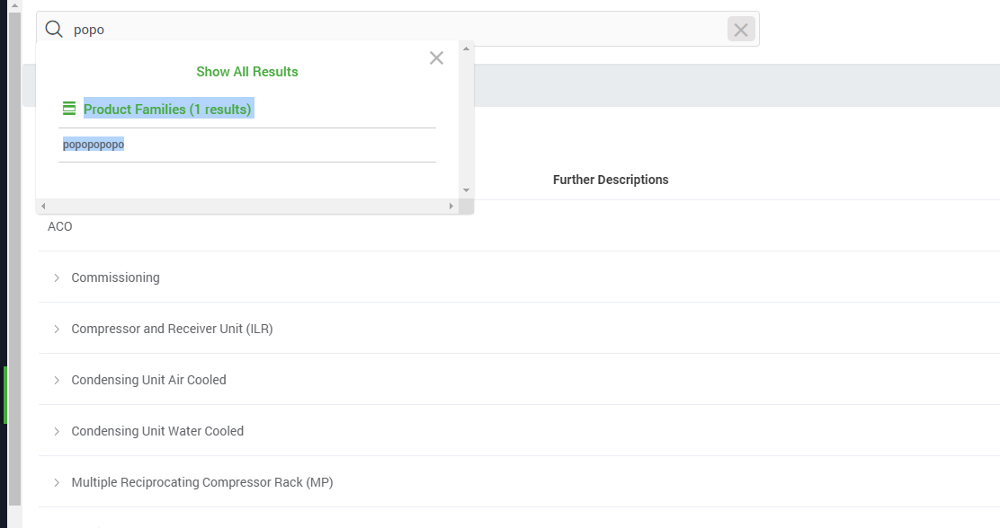 popo
Show All Results
Product Families (1 results)
popopopopo
Further Descriptions
ACO
Commissioning
Compressor and Receiver Unit (ILR)
Condensing Unit Air Cooled
Condensing Unit Water Cooled
Multiple Reciprocating Compressor Rack (MP)